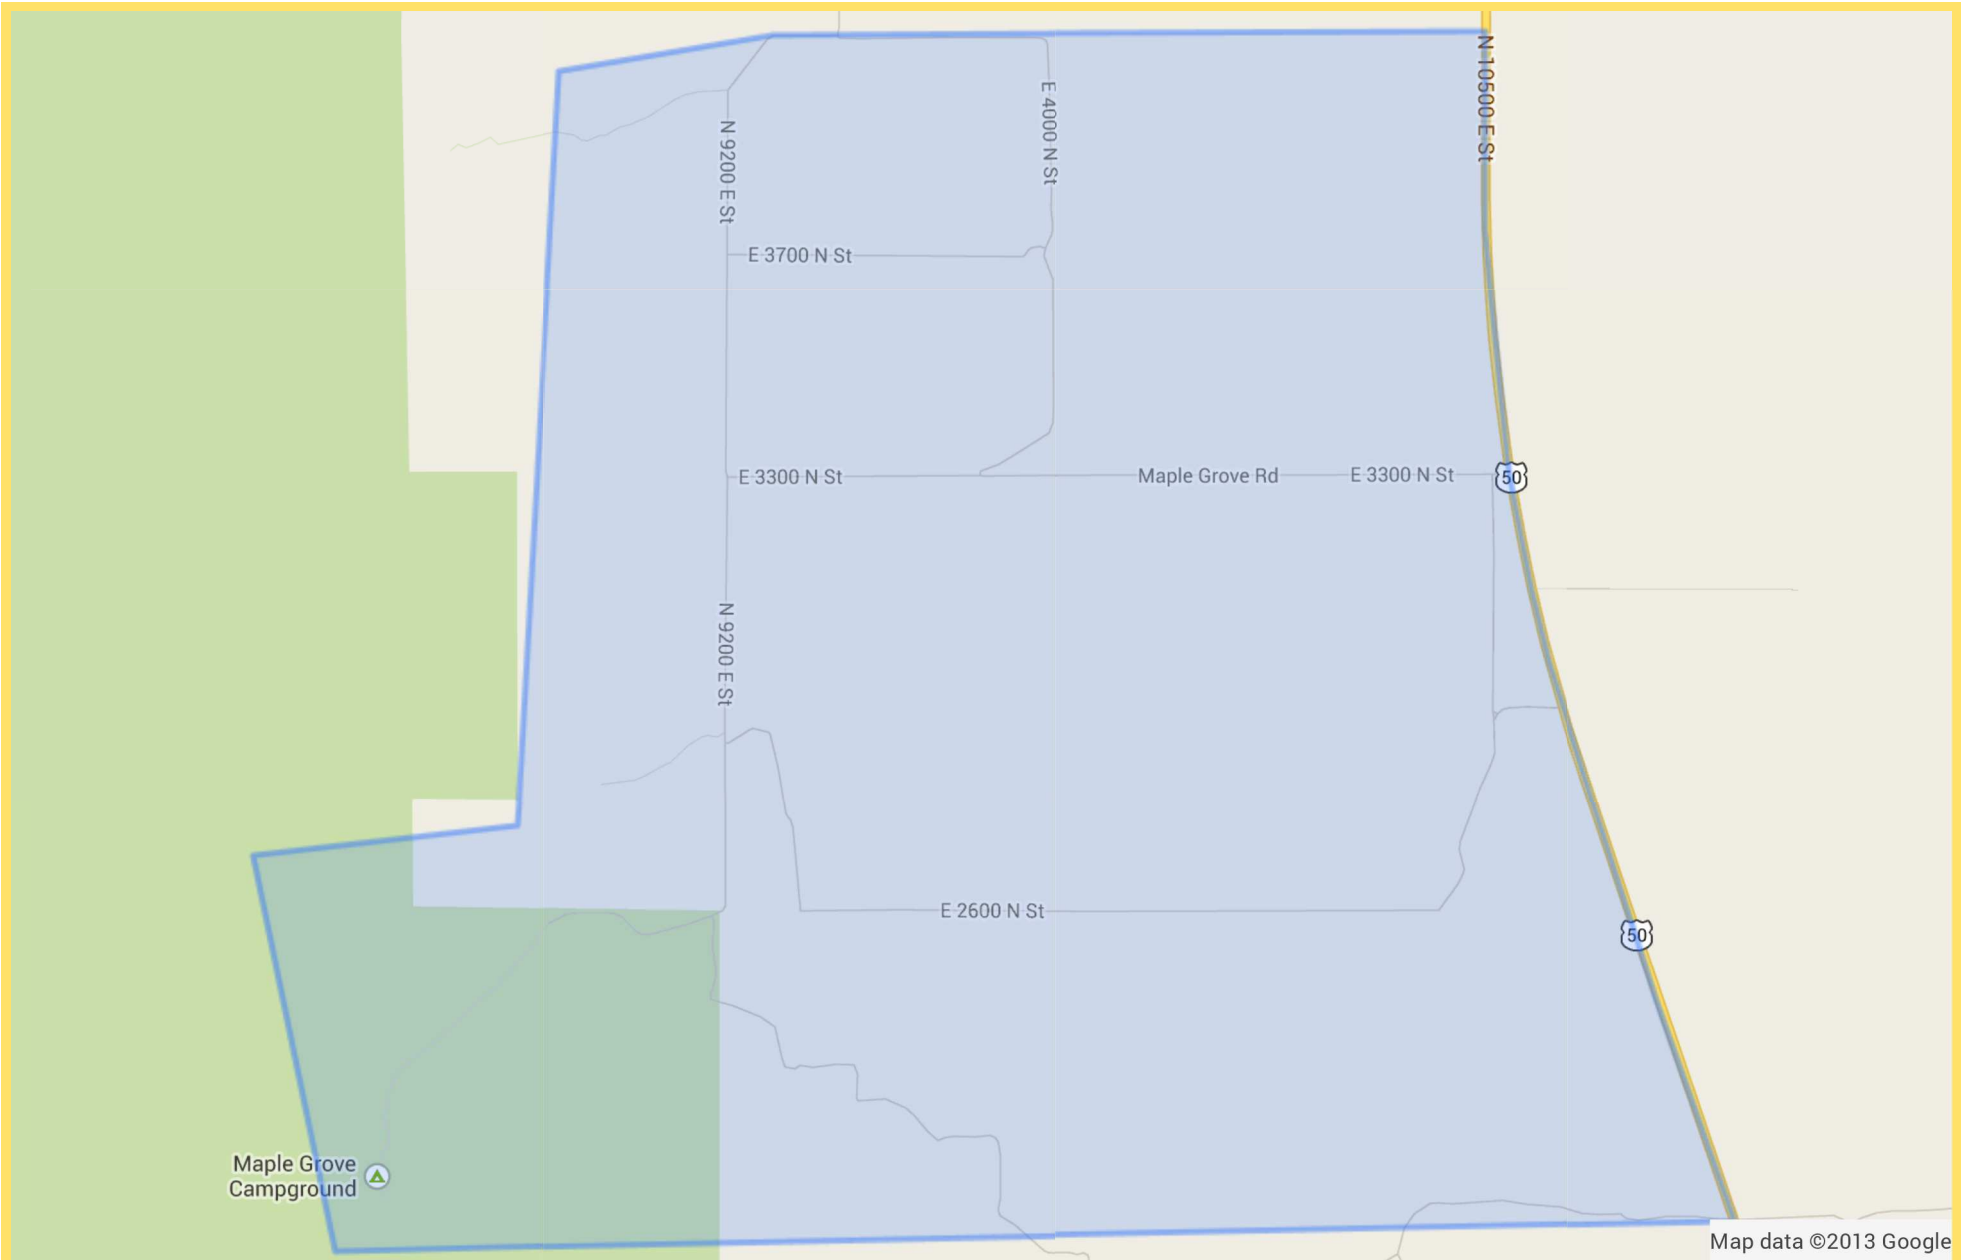 N 10500 E St
E 4000 N St
N 9200 E St
E 3700 N St
E 3300 N St
Maple Grove Rd
E 3300 N St
50
N 9200 E St
E 2600 N St
50
Maple Grove
Campground
Map data ©2013 Google